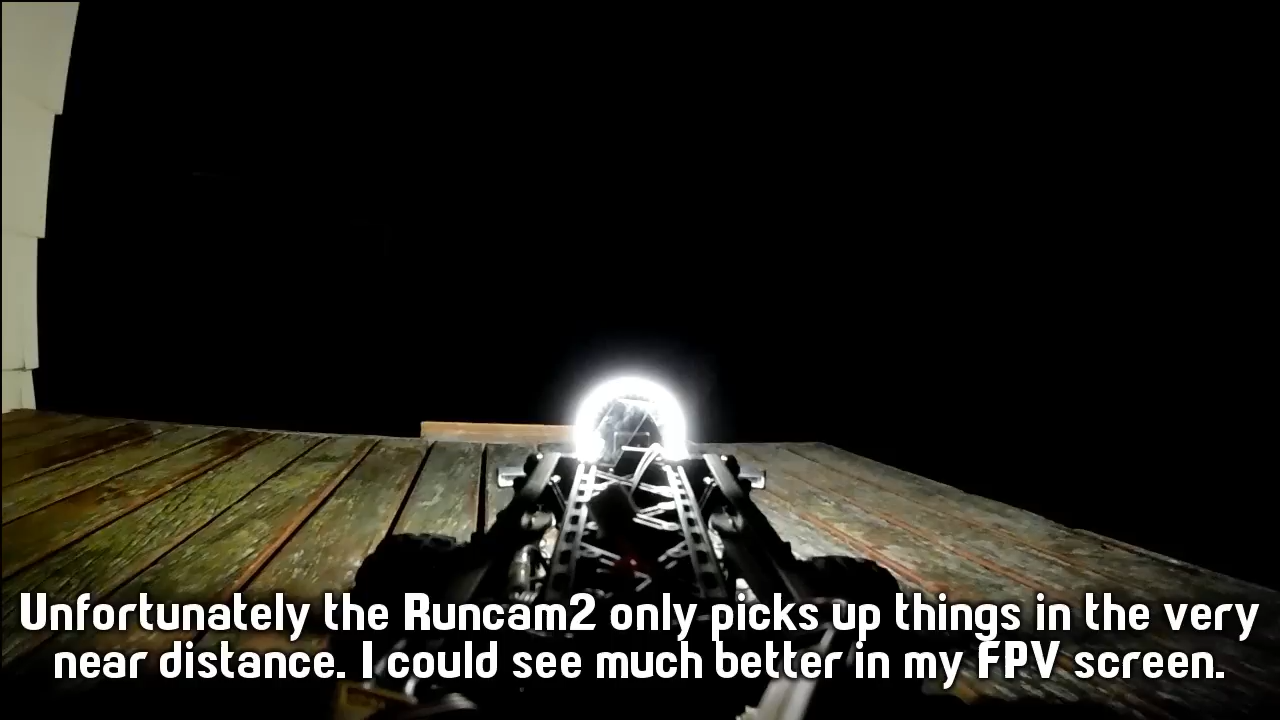 Unfortunately the Runcam2 only picks up things in the very
near distance. I could see much better in my FPV screen.